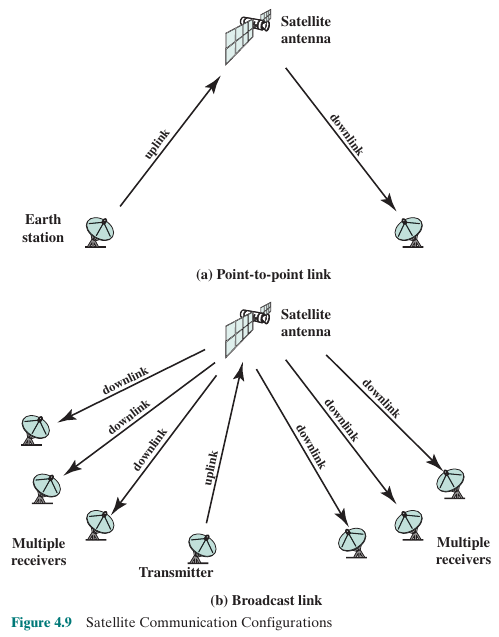 Satellite
antenna
uplink
downlink
Earth
station
(a) Point-to-point link
Satellite
antenna
downlink
downlink
downlink
uplink
downlink
downlink
downlink
Multiple
receivers
Transmitter
Multiple
receivers
(b) Broadcast link
Figure 4.9 Satellite Communication Configurations